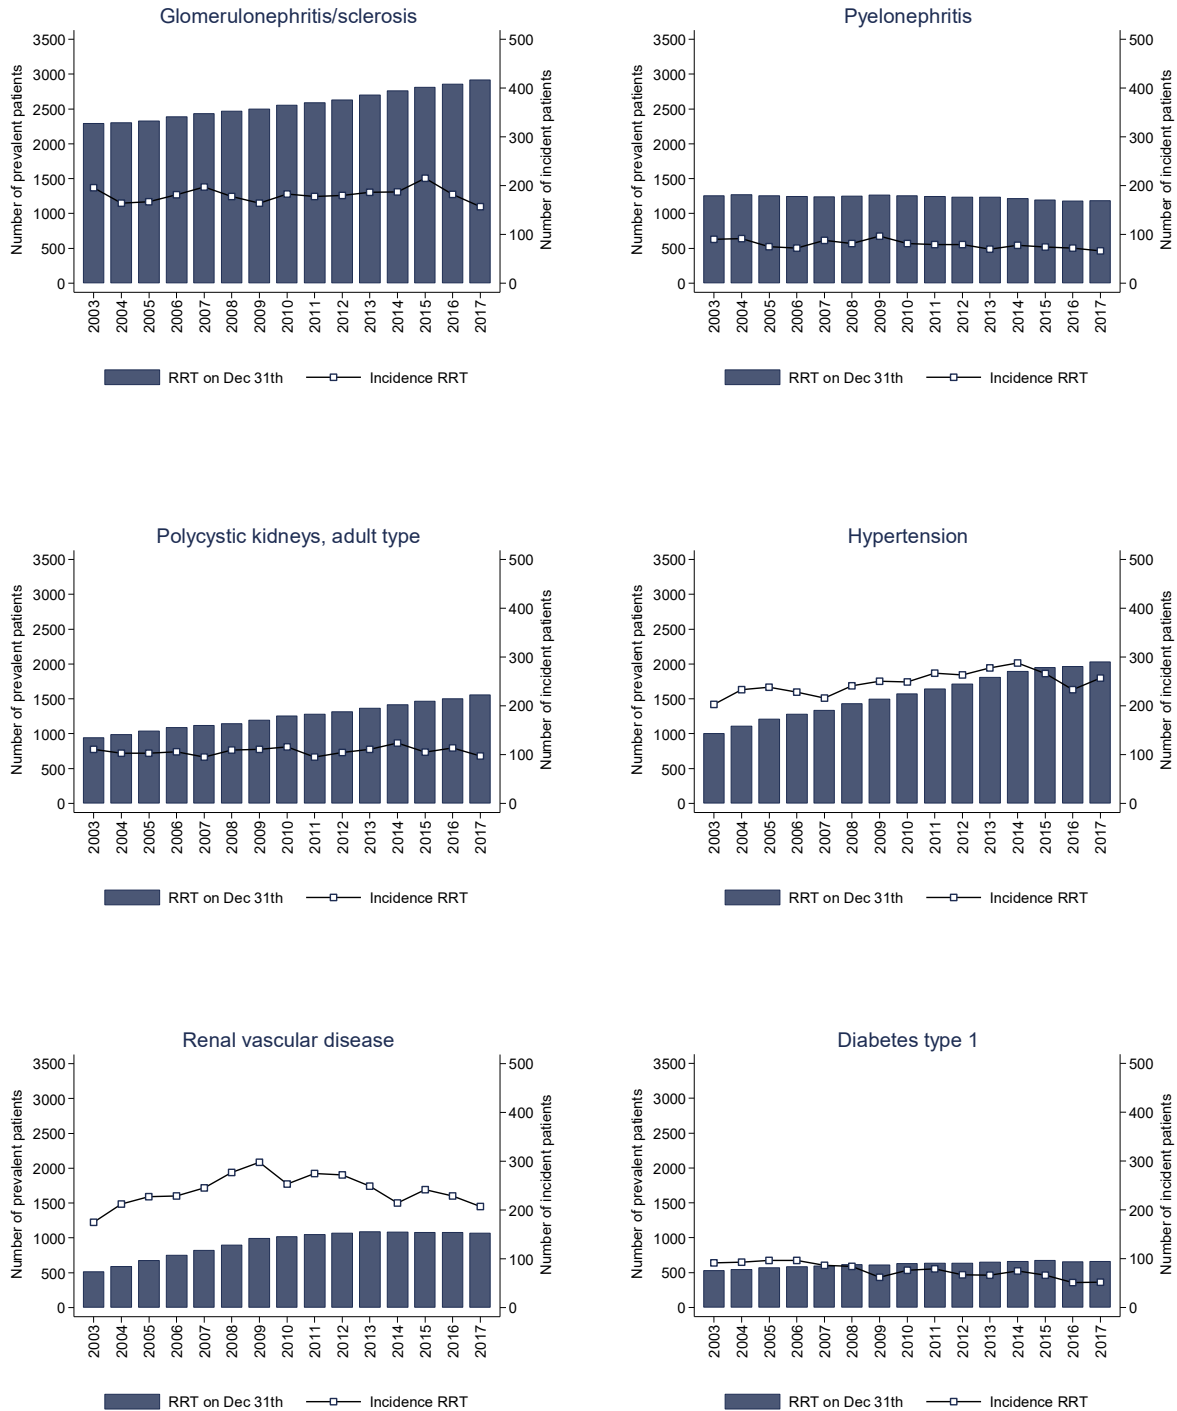 Glomerulonephritis/sclerosis
Number of prevalent patients
3500
3000
2500
2000
1500
1000
500
0
500
400
300
200
100
0
Number of incident patients
2003 2004 2005 2006 2007 2008 2009 2010 2011 2012 2013 2014 2015 2016 2017
RRT on Dec 31th Incidence RRT
Pyelonephritis
Number of prevalent patients
3500
3000
2500
2000
1500
1000
500
0
500
400
300
200
100
0
Number of incident patients
2003 2004 2005 2006 2007 2008 2009 2010 2011 2012 2013 2014 2015 2016 2017
RRT on Dec 31th Incidence RRT
Polycystic kidneys, adult type
Number of prevalent patients
3500
3000
2500
2000
1500
1000
500
0
500
400
300
200
100
0
Number of incident patients
2003 2004 2005 2006 2007 2008 2009 2010 2011 2012 2013 2014 2015 2016 2017
RRT on Dec 31th Incidence RRT
Hypertension
Number of prevalent patients
3500
3000
2500
2000
1500
1000
500
0
500
400
300
200
100
0
Number of incident patients
2003 2004 2005 2006 2007 2008 2009 2010 2011 2012 2013 2014 2015 2016 2017
RRT on Dec 31th Incidence RRT
Renal vascular disease
Number of prevalent patients
3500
3000
2500
2000
1500
1000
500
0
500
400
300
200
100
0
Number of incident patients
2003 2004 2005 2006 2007 2008 2009 2010 2011 2012 2013 2014 2015 2016 2017
RRT on Dec 31th Incidence RRT
Diabetes type 1
Number of prevalent patients
3500
3000
2500
2000
1500
1000
500
0
500
400
300
200
100
0
Number of incident patients
2003 2004 2005 2006 2007 2008 2009 2010 2011 2012 2013 2014 2015 2016 2017
RRT on Dec 31th Incidence RRT